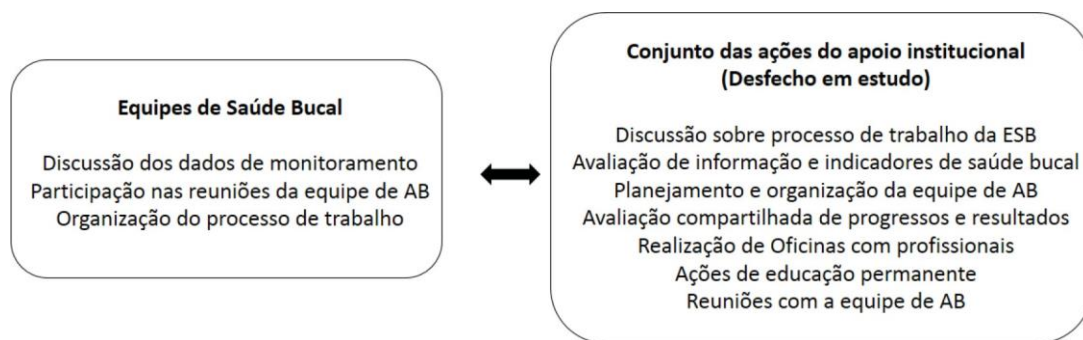 Equipes de Saúde Bucal
Discussão dos dados de monitoramento
Participação nas reuniões da equipe de AB
Organização do processo de trabalho
Conjunto das ações do apoio institucional
(Desfecho em estudo)
Discussão sobre processo de trabalho da ESB
Avaliação de informação e indicadores de saúde bucal
Planejamento e organização da equipe de AB
Avaliação compartilhada de progressos e resultados
Realização de Oficinas com profissionais
Ações de educação permanente
Reuniões com a equipe de AB